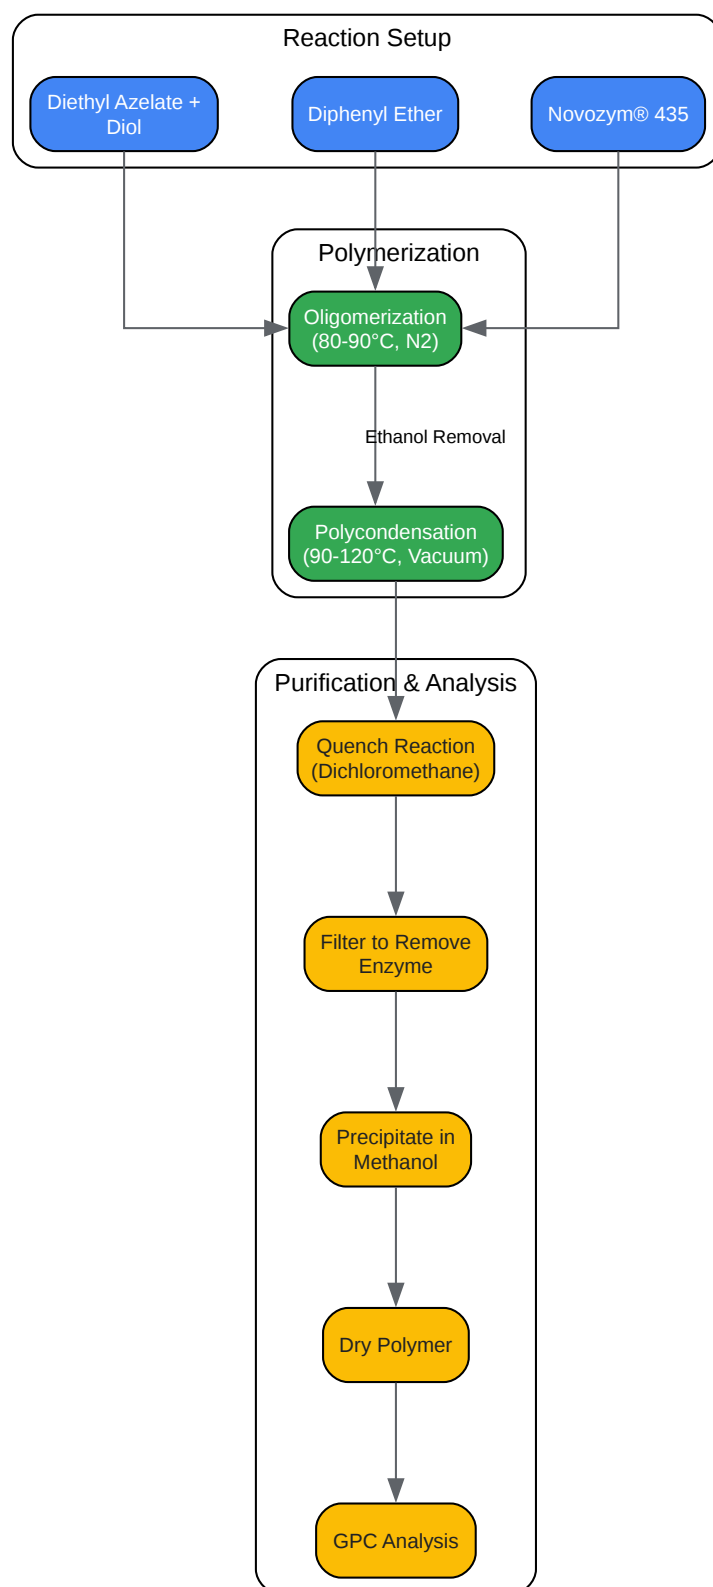 Reaction Setup
Diethyl Azelate +
Diol
Diphenyl Ether
Novozym® 435
Polymerization
Oligomerization
(80-90°C, N2)
Ethanol Removal
Polycondensation
(90-120°C, Vacuum)
Purification & Analysis
Quench Reaction
(Dichloromethane)
Filter to Remove
Enzyme
Precipitate in
Methanol
Dry Polymer
GPC Analysis